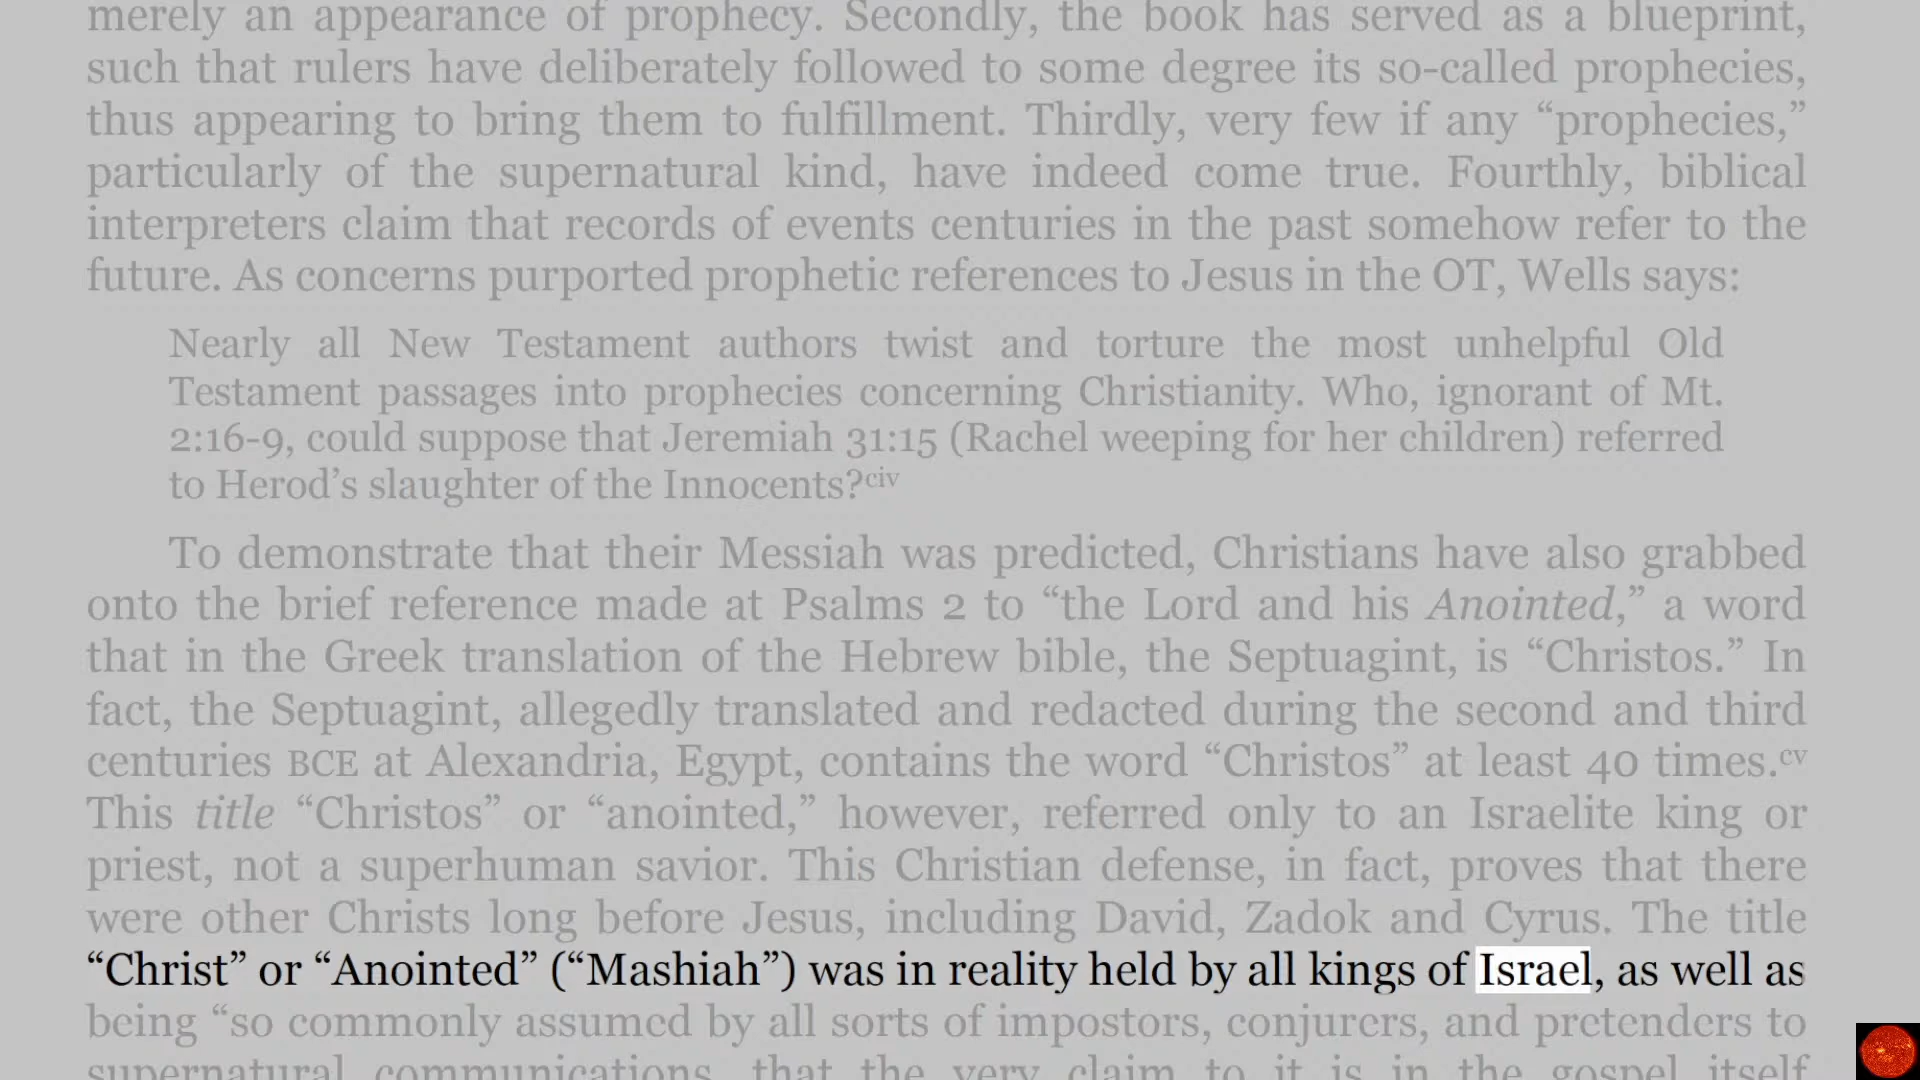 merely an appearance of prophecy. Secondly, the book has served as a blueprint,
such that rulers have deliberately followed to some degree its so-called prophecies,
thus appearing to bring them to fulfillment. Thirdly, very few if any “prophecies,”
particularly of the supernatural kind, have indeed come true. Fourthly, biblical
interpreters claim that records of events centuries in the past somehow refer to the
future. As concerns purported prophetic references to Jesus in the OT, Wells says:
Nearly all New Testament authors twist and torture the most unhelpful Old
Testament passages into prophecies concerning Christianity. Who, ignorant of Mt.
2:16-9, could suppose that Jeremiah 31:15 (Rachel weeping for her children) referred
to Herod’s slaughter of the Innocents?civ
To demonstrate that their Messiah was predicted, Christians have also grabbed
onto the brief reference made at Psalms 2 to “the Lord and his Anointed,” a word
that in the Greek translation of the Hebrew bible, the Septuagint, is “Christos.” In
fact, the Septuagint, allegedly translated and redacted during the second and third
centuries BCE at Alexandria, Egypt, contains the word “Christos” at least 40 times.cv
This title “Christos” or “anointed,” however, referred only to an Israelite king or
priest, not a superhuman savior. This Christian defense, in fact, proves that there
were other Christs long before Jesus, including David, Zadok and Cyrus. The title
“Christ” or “Anointed” (“Mashiah”) was in reality held by all kings of Israel, as well as
being “so commonly assumed by all sorts of impostors, conjurers, and pretenders to
supernatural communications, that the very claim to it is in the gospel itself